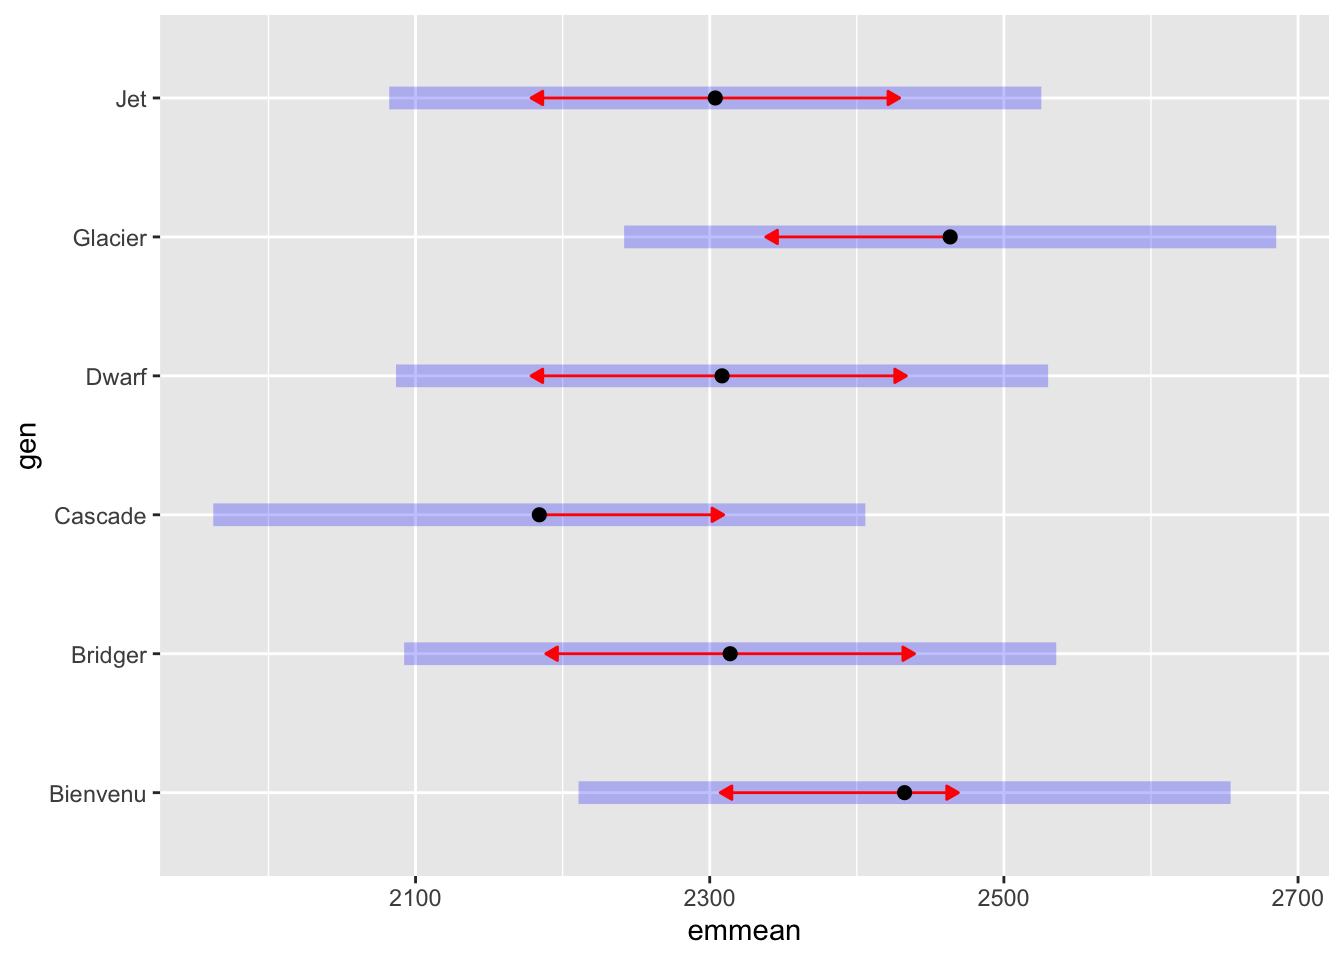 Jet
Glacier
Dwarf
Cascade
Bridger
Bienvenu
gen
2100 2300 2500 2700
emmean